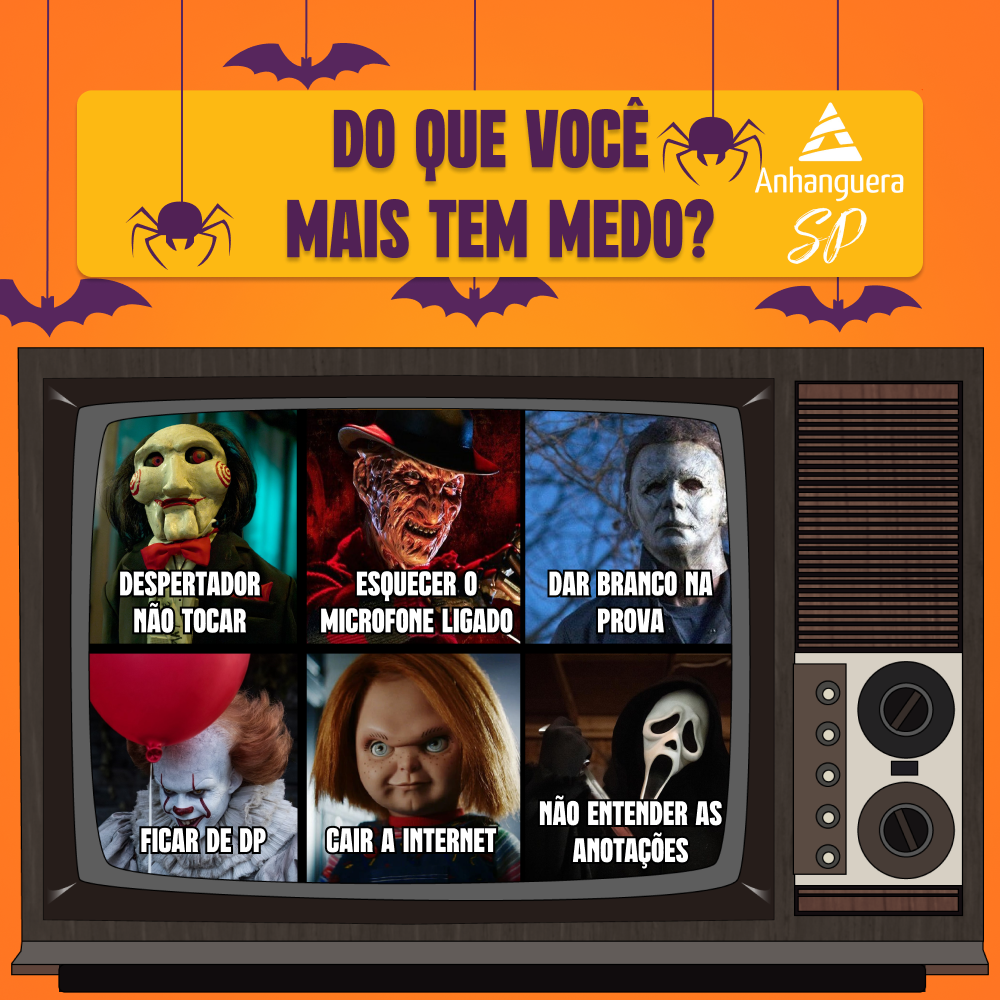 DO QUE VOCÊ
MAIS TEM MEDO?
Anhanguera
SP
DESPERTADOR
NÃO TOCAR
ESQUECER O
MICROFONE LIGADO
DAR BRANCO NA
PROVA
FICAR DE DP
CAIR A INTERNET
NÃO ENTENDER AS
ANOTAÇÕES